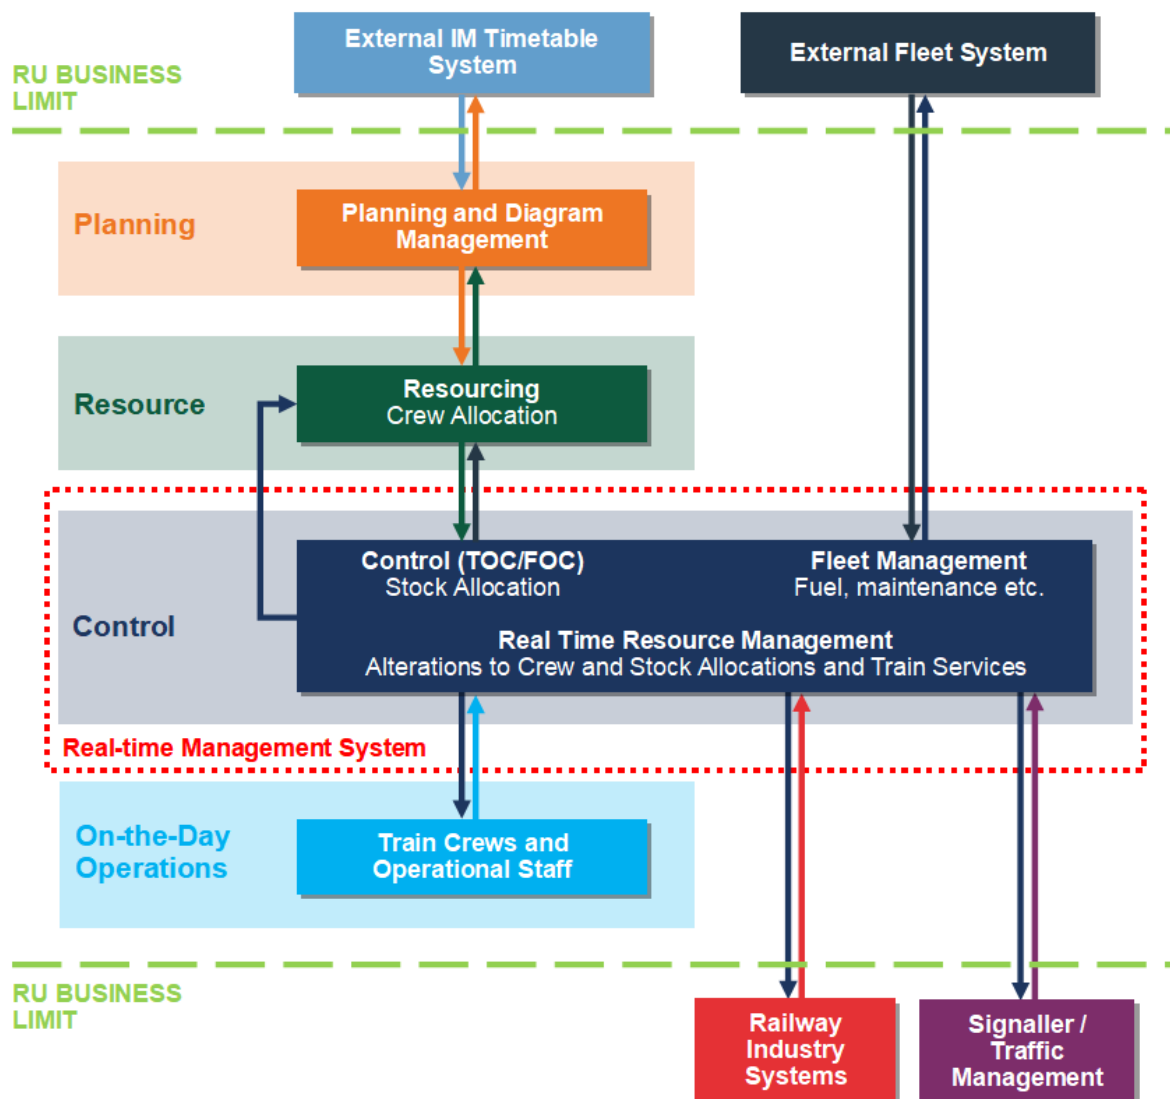 External IM Timetable
System
External Fleet System
RU BUSINESS
LIMIT
Planning
Planning and Diagram
Management
Resource
Resourcing
Crew Allocation
Control
Control (TOC/FOC)
Stock Allocation
Fleet Management
Fuel, maintenance etc.
Real Time Resource Management
Alterations to Crew and Stock Allocations and Train Services
Real-time Management System
On-the-Day
Operations
Train Crews and
Operational Staff
RU BUSINESS
LIMIT
Railway
Industry
Systems
Signaller /
Traffic
Management